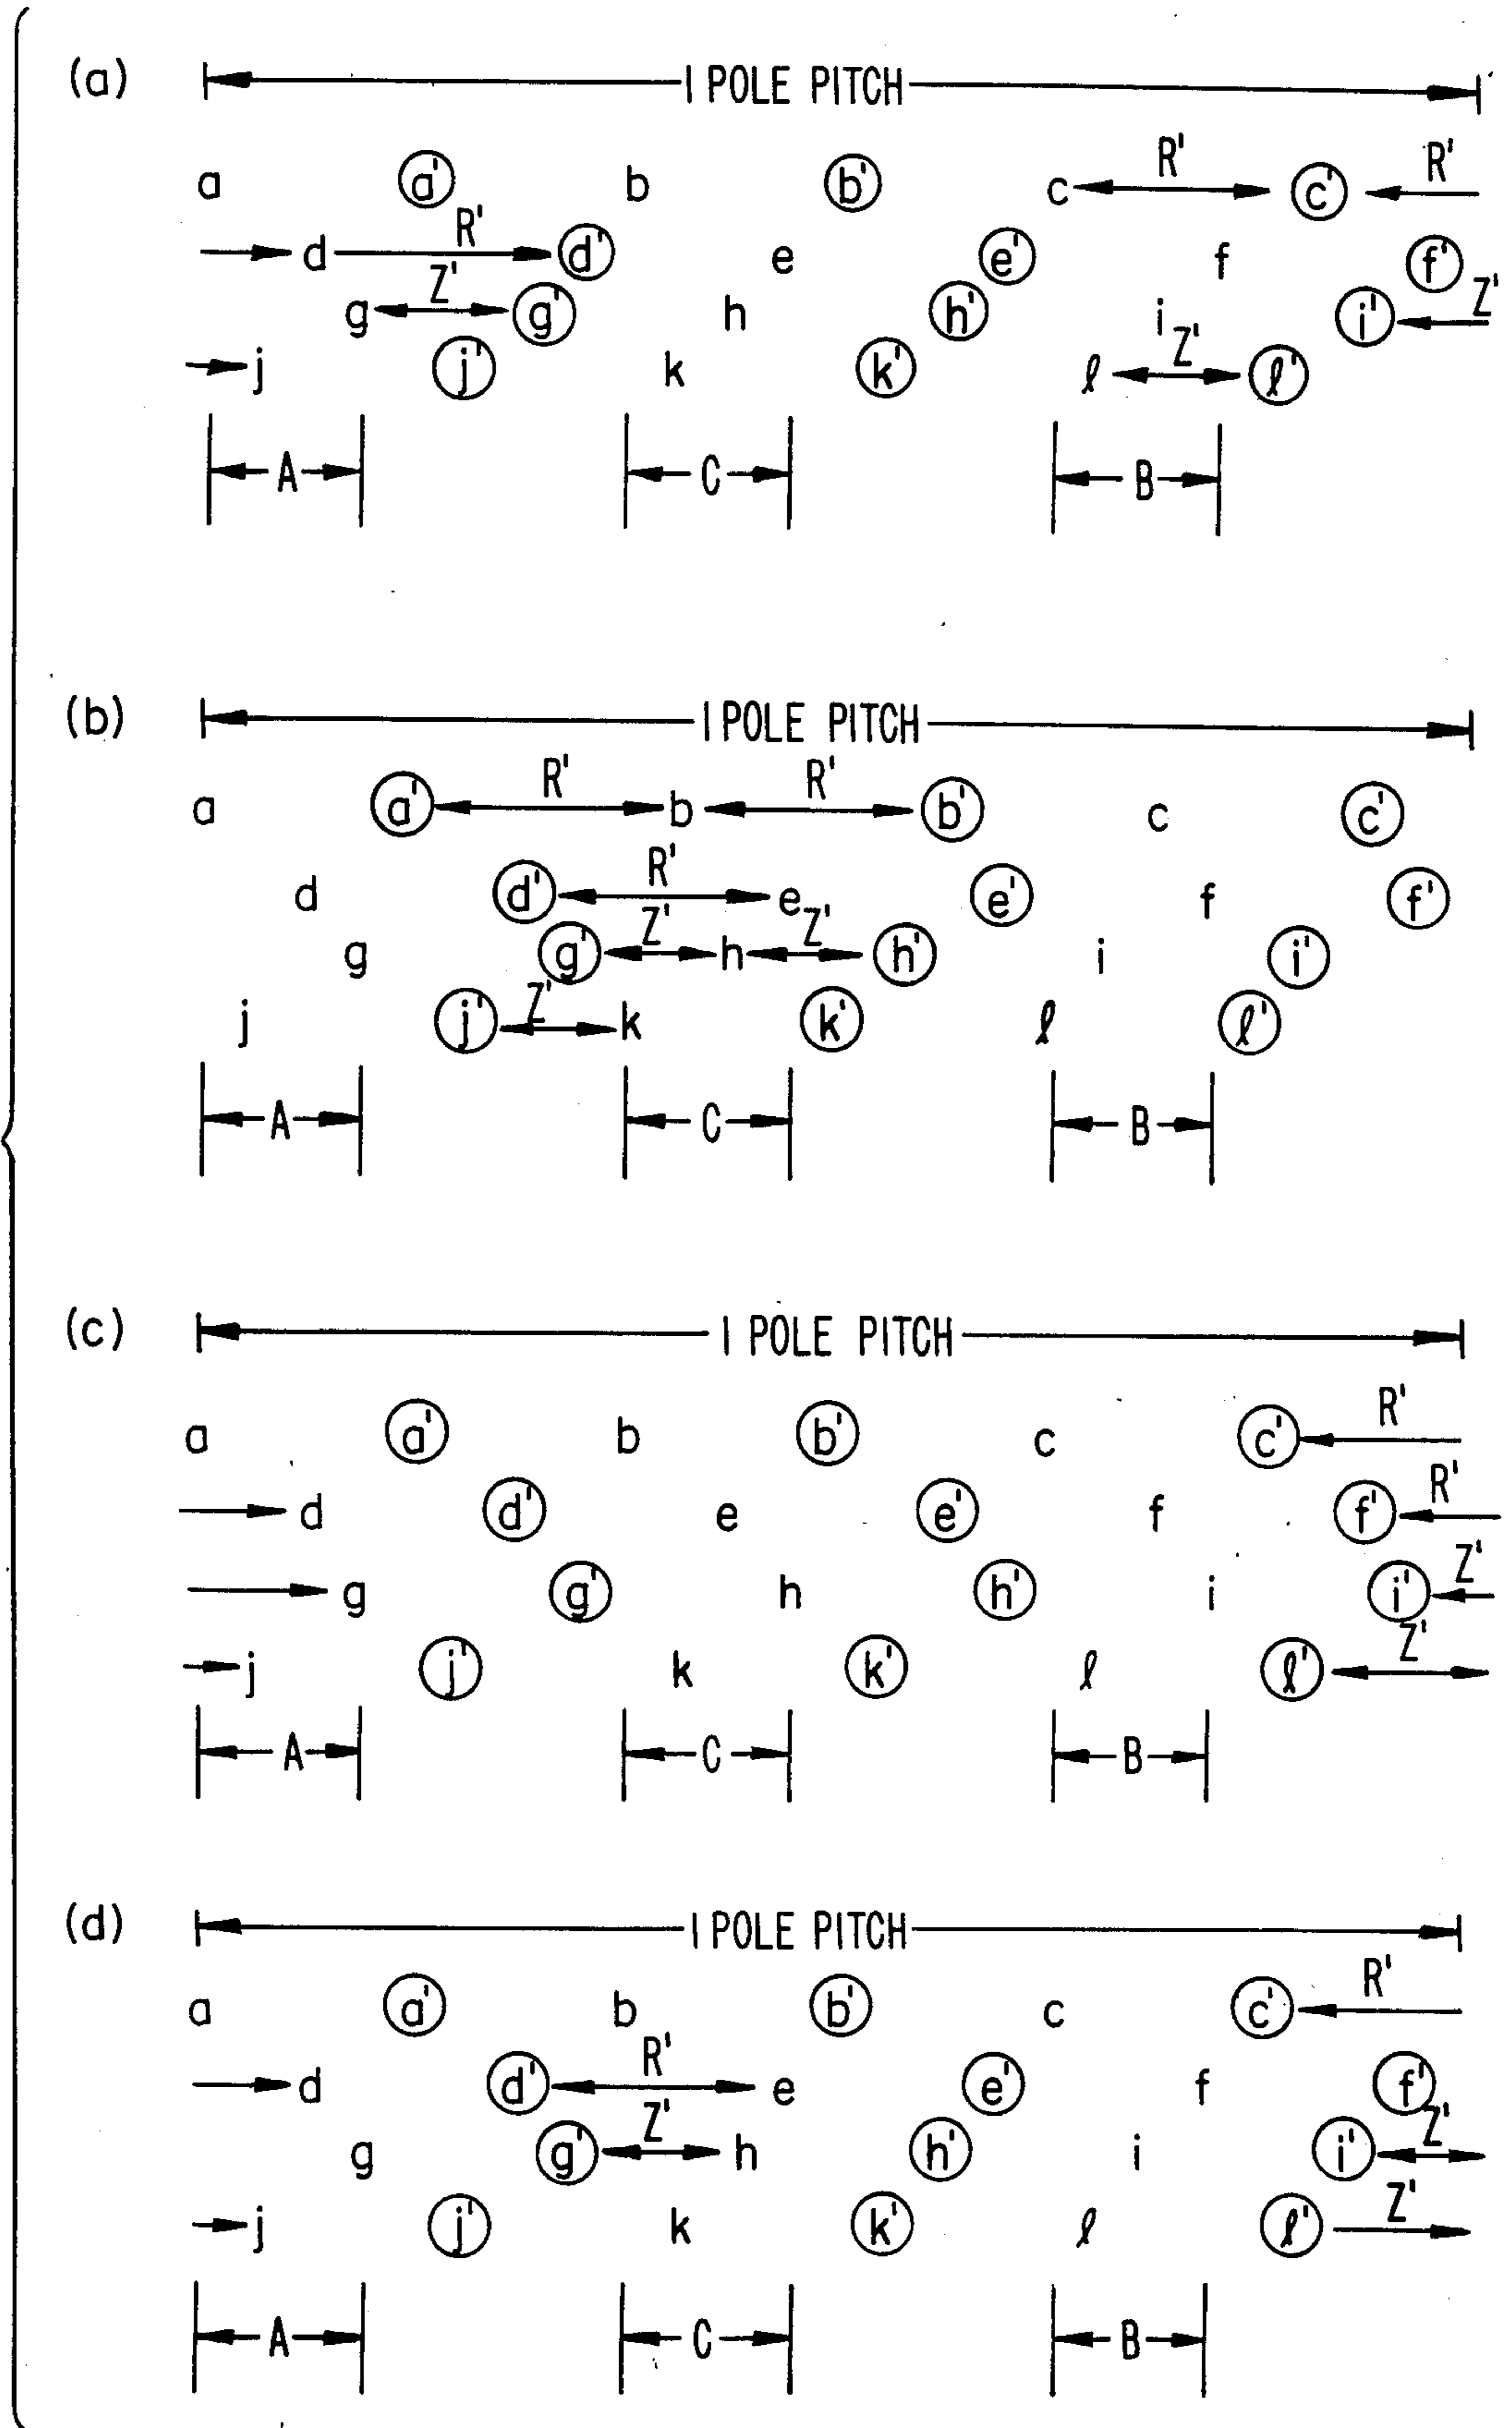 (a) 1 POLE PITCH
a a' b b' c R' c' R'
d R' d' e e' f f'
g Z' g' h h' i i' Z'
j j' k k' ℓ Z' ℓ'
A C B
(b) 1 POLE PITCH
a a' R' b R' b' c c'
d d' R' e e' f f'
g g' Z' h Z' h' i i'
j j' Z' k k' ℓ ℓ'
A C B
(c) 1 POLE PITCH
a a' b b' c c' R'
d d' e e' f f' R'
g g' h h' i i' Z'
j j' k k' ℓ ℓ' Z'
A C B
(d) 1 POLE PITCH
a a' b b' c c' R'
d d' R' e e' f f'
g g' Z' h h' i i' Z'
j j' k k' ℓ ℓ' Z'
A C B